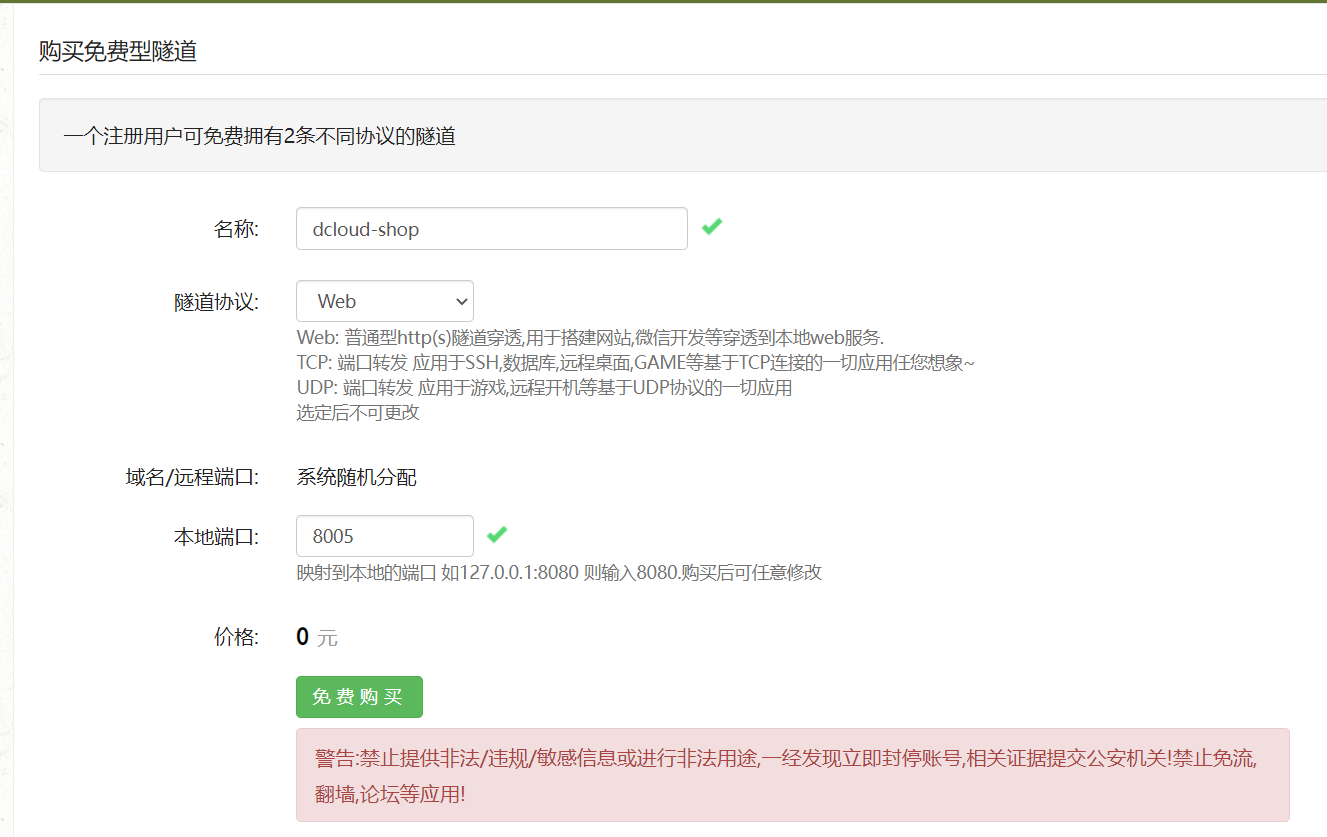 购买免费型隧道
一个注册用户可免费拥有2条不同协议的隧道
名称: dcloud-shop
隧道协议: Web
Web: 普通型http(s)隧道穿透,用于搭建网站,微信开发等穿透到本地web服务.
TCP: 端口转发 应用于SSH,数据库,远程桌面,GAME等基于TCP连接的一切应用任您想象~
UDP: 端口转发 应用于游戏,远程开机等基于UDP协议的一切应用
选定后不可更改
域名/远程端口: 系统随机分配
本地端口: 8005
映射到本地的端口 如127.0.0.1:8080 则输入8080.购买后可任意修改
价格: 0 元
免费购买
警告:禁止提供非法/违规/敏感信息或进行非法用途,一经发现立即封停账号,相关证据提交公安机关!禁止免流,
翻墙,论坛等应用!